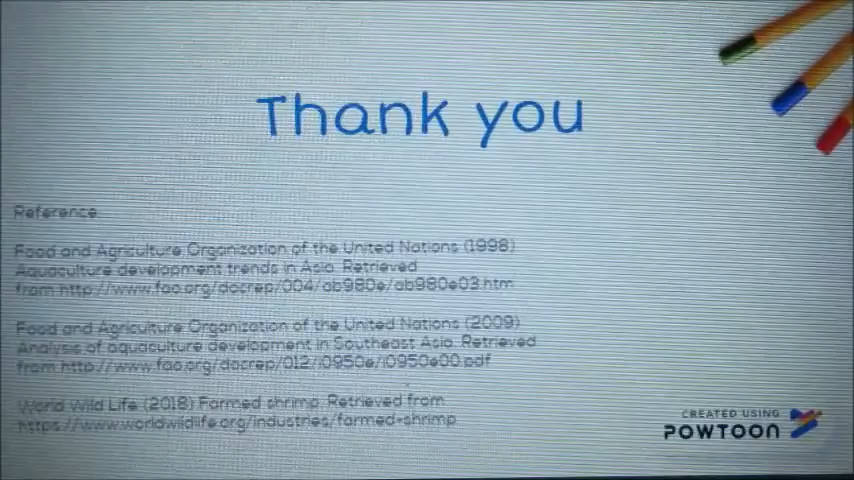 Thank you
Reference:
Food and Agriculture Organization of the United Nations (1998)
Aquaculture development trends in Asia. Retrieved
from http://www.fao.org/docrep/004/ab980e/ab980e03.htm
Food and Agriculture Organization of the United Nations (2009)
Analysis of aquaculture development in Southeast Asia. Retrieved
from http://www.fao.org/docrep/012/i0950e/i0950e00.pdf
World Wild Life (2018) Farmed shrimp. Retrieved from
https://www.worldwildlife.org/industries/farmed-shrimp
CREATED USING
POWTOON